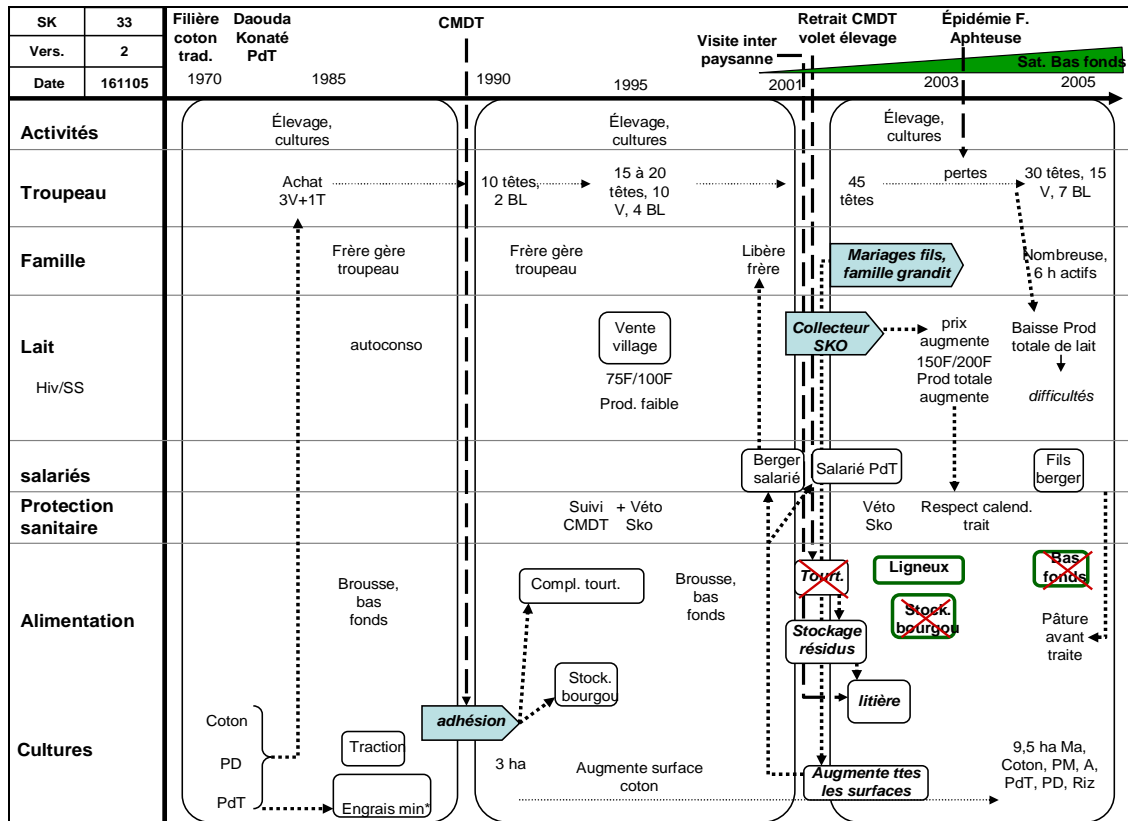 SK 33
Vers. 2
Date 161105
Filière
coton
trad.
Daouda
Konaté
PdT
CMDT
Visite inter
paysanne
Retrait CMDT
volet élevage
Épidémie F.
Aphteuse
Sat. Bas fonds
1970 1985 1990 1995 2001 2003 2005
Activités
Élevage,
cultures
Élevage,
cultures
Élevage,
cultures
Troupeau
Achat
3V+1T
10 têtes,
2 BL
15 à 20
têtes, 10
V, 4 BL
45
têtes
pertes
30 têtes, 15
V, 7 BL
Famille
Frère gère
troupeau
Frère gère
troupeau
Libère
frère
Mariages fils,
famille grandit
Nombreuse,
6 h actifs
Lait
Hiv/SS
autoconso
Vente
village
75F/100F
Prod. faible
Collecteur
SKO
prix
augmente
150F/200F
Prod totale
augmente
Baisse Prod
totale de lait
difficultés
salariés
Berger
salarié
Salarié PdT
Fils
berger
Protection
sanitaire
Suivi + Véto
CMDT Sko
Véto
Sko
Respect calend.
trait
Alimentation
Brousse,
bas
fonds
Compl. tourt.
Stock.
bourgou
Brousse,
bas
fonds
Tourt.
Stockage
résidus
litière
Ligneux
Stock.
bourgou
Bas
fonds
Pâture
avant
traite
Cultures
Coton
PD
PdT
Traction
Engrais min*
adhésion
3 ha
Augmente surface
coton
Augmente ttes
les surfaces
9,5 ha Ma,
Coton, PM, A,
PdT, PD, Riz